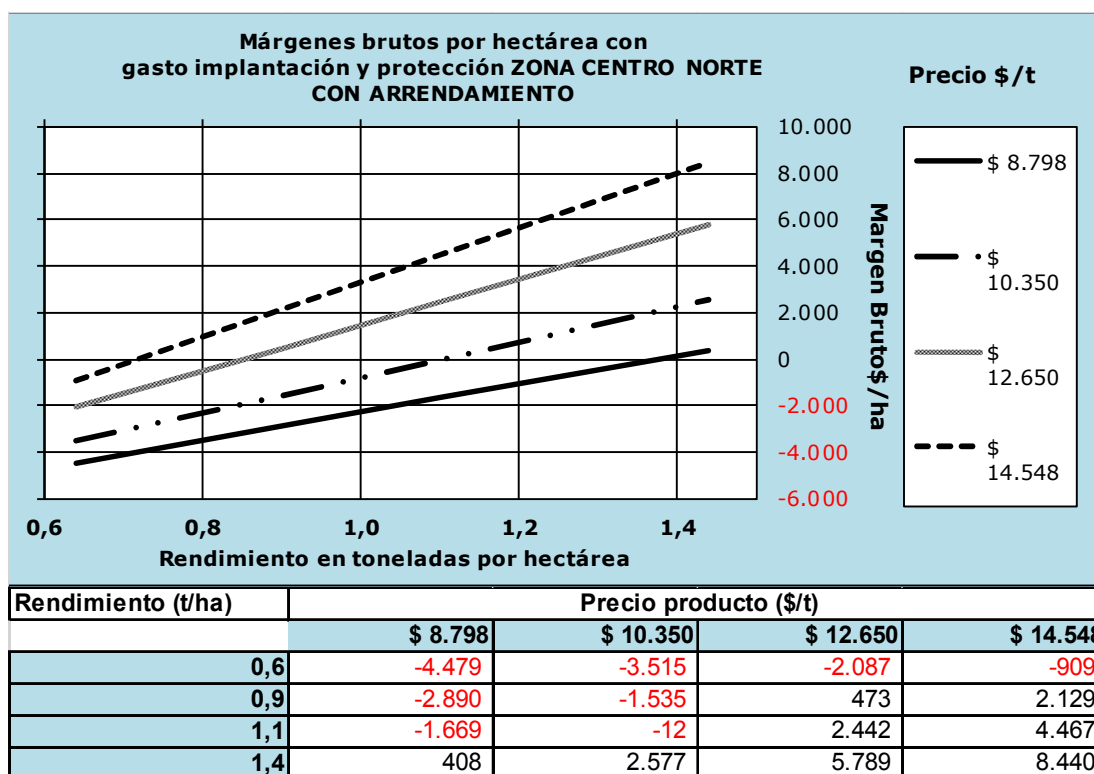 Márgenes brutos por hectárea con
gasto implantación y protección ZONA CENTRO NORTE
CON ARRENDAMIENTO
Precio $/t
10.000
8.000
6.000
4.000
2.000
0
-2.000
-4.000
-6.000
Margen Bruto$/ha
$ 8.798
$
10.350
$
12.650
$
14.548
0,6 0,8 1,0 1,2 1,4
Rendimiento en toneladas por hectárea
Rendimiento (t/ha) Precio producto ($/t)
$ 8.798 $ 10.350 $ 12.650 $ 14.548
0,6 -4.479 -3.515 -2.087 -909
0,9 -2.890 -1.535 473 2.129
1,1 -1.669 -12 2.442 4.467
1,4 408 2.577 5.789 8.440